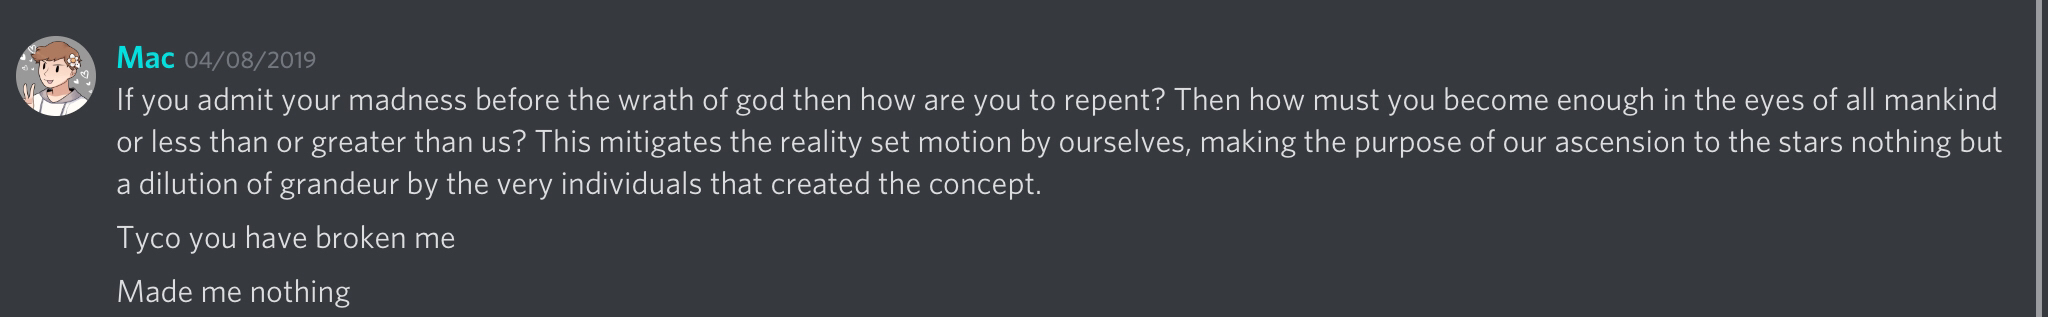 Mac 04/08/2019
If you admit your madness before the wrath of god then how are you to repent? Then how must you become enough in the eyes of all mankind
or less than or greater than us? This mitigates the reality set motion by ourselves, making the purpose of our ascension to the stars nothing but
a dilution of grandeur by the very individuals that created the concept.
Tyco you have broken me
Made me nothing